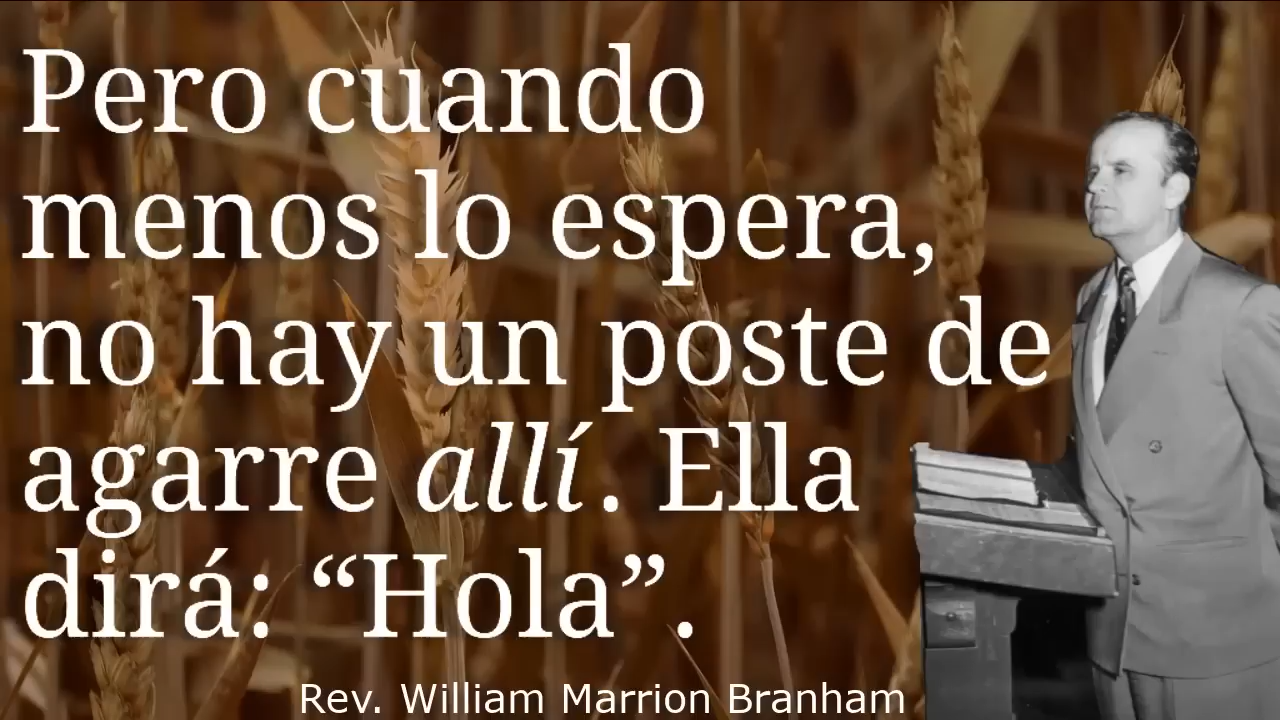 Pero cuando
menos lo espera,
no hay un poste de
agarre allí. Ella
dirá: “Hola”.
Rev. William Marrion Branham